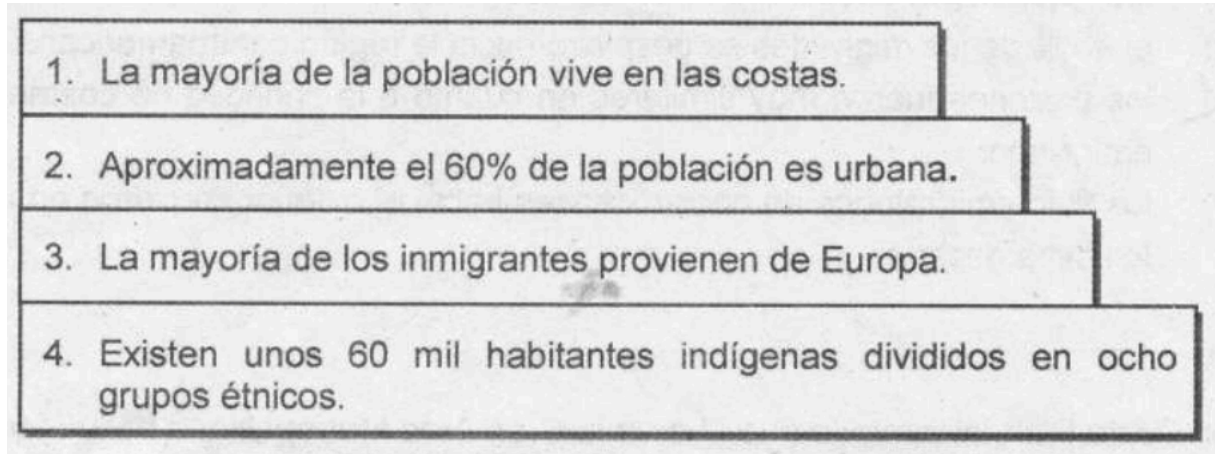 1. La mayoría de la población vive en las costas.
2. Aproximadamente el 60% de la población es urbana.
3. La mayoría de los inmigrantes provienen de Europa.
4. Existen unos 60 mil habitantes indígenas divididos en ocho
grupos étnicos.